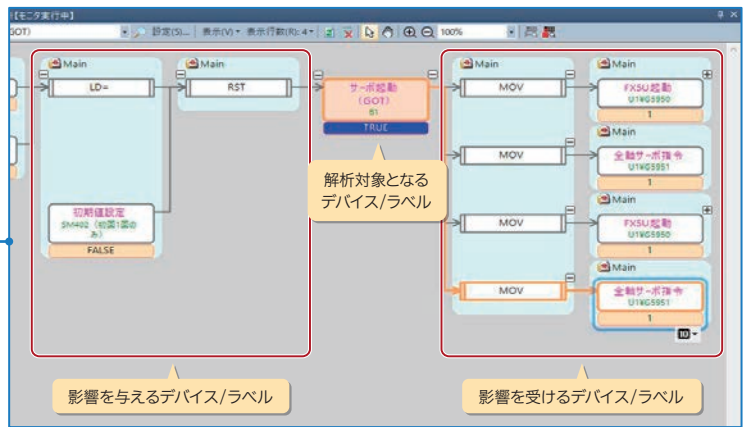 【モニタ実行中】
GOT)
設定(S)...
表示(V)
表示行数(R): 4
100%
Main
LD=
初期値設定
SM402 (初回1面の
み)
FALSE
Main
RST
サーボ起動
(GOT)
B1
TRUE
解析対象となる
デバイス/ラベル
Main
MOV
MOV
MOV
MOV
Main
FX5U起動
U1¥G5950
1
Main
全軸サーボ指令
U1¥G5951
1
Main
FX5U起動
U1¥G5950
1
Main
全軸サーボ指令
U1¥G5951
1
10
影響を与えるデバイス/ラベル
影響を受けるデバイス/ラベル